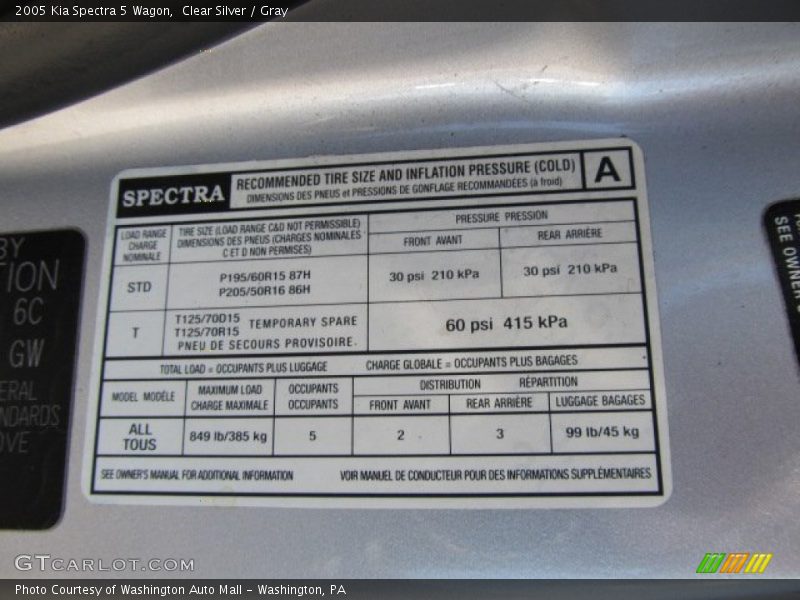 2005 Kia Spectra 5 Wagon,  Clear Silver / Gray
SPECTRA
RECOMMENDED TIRE SIZE AND INFLATION PRESSURE (COLD)
DIMENSIONS DES PNEUS et PRESSIONS DE GONFLAGE RECOMMANDÉES (à froid)
A
LOAD RANGE
CHARGE
NOMINALE
TIRE SIZE (LOAD RANGE C&D NOT PERMISSIBLE)
DIMENSIONS DES PNEUS (CHARGES NOMINALES
C ET D NON PERMISES)
PRESSURE PRESSION
FRONT AVANT
REAR ARRIÈRE
STD
P195/60R15 87H
P205/50R16 86H
30 psi 210 kPa
30 psi 210 kPa
T
T125/70D15
T125/70R15
TEMPORARY SPARE
PNEU DE SECOURS PROVISOIRE.
60 psi 415 kPa
TOTAL LOAD = OCCUPANTS PLUS LUGGAGE
CHARGE GLOBALE = OCCUPANTS PLUS BAGAGES
MODEL MODÈLE
MAXIMUM LOAD
CHARGE MAXIMALE
OCCUPANTS
OCCUPANTS
DISTRIBUTION RÉPARTITION
FRONT AVANT
REAR ARRIÈRE
LUGGAGE BAGAGES
ALL
TOUS
849 lb/385 kg
5
2
3
99 lb/45 kg
SEE OWNER'S MANUAL FOR ADDITIONAL INFORMATION
VOIR MANUEL DE CONDUCTEUR POUR DES INFORMATIONS SUPPLÉMENTAIRES
BY
TION
6C
GW
ERAL
NDARDS
OVE
SEE OWNER'S
GTCARLOT.COM
Photo Courtesy of Washington Auto Mall - Washington, PA